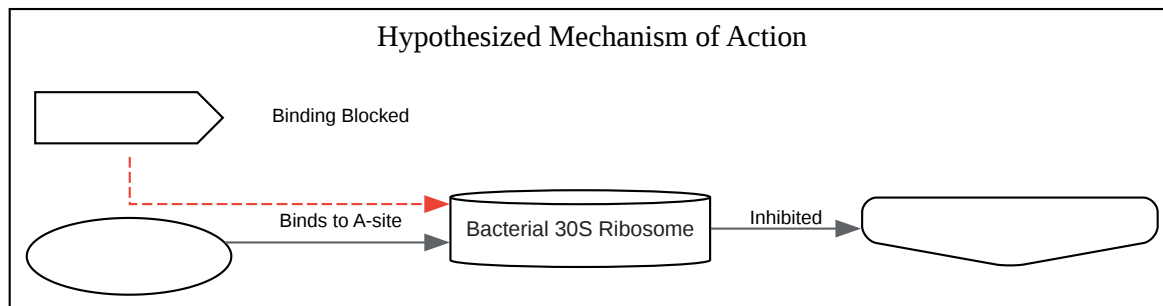 Hypothesized Mechanism of Action
Binding Blocked
Binds to A-site
Bacterial 30S Ribosome
Inhibited